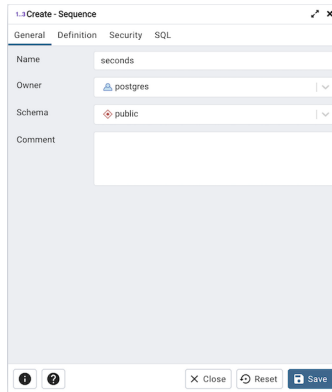 1..3 Create - Sequence
General Definition Security SQL
Name seconds
Owner postgres
Schema public
Comment
Close Reset Save